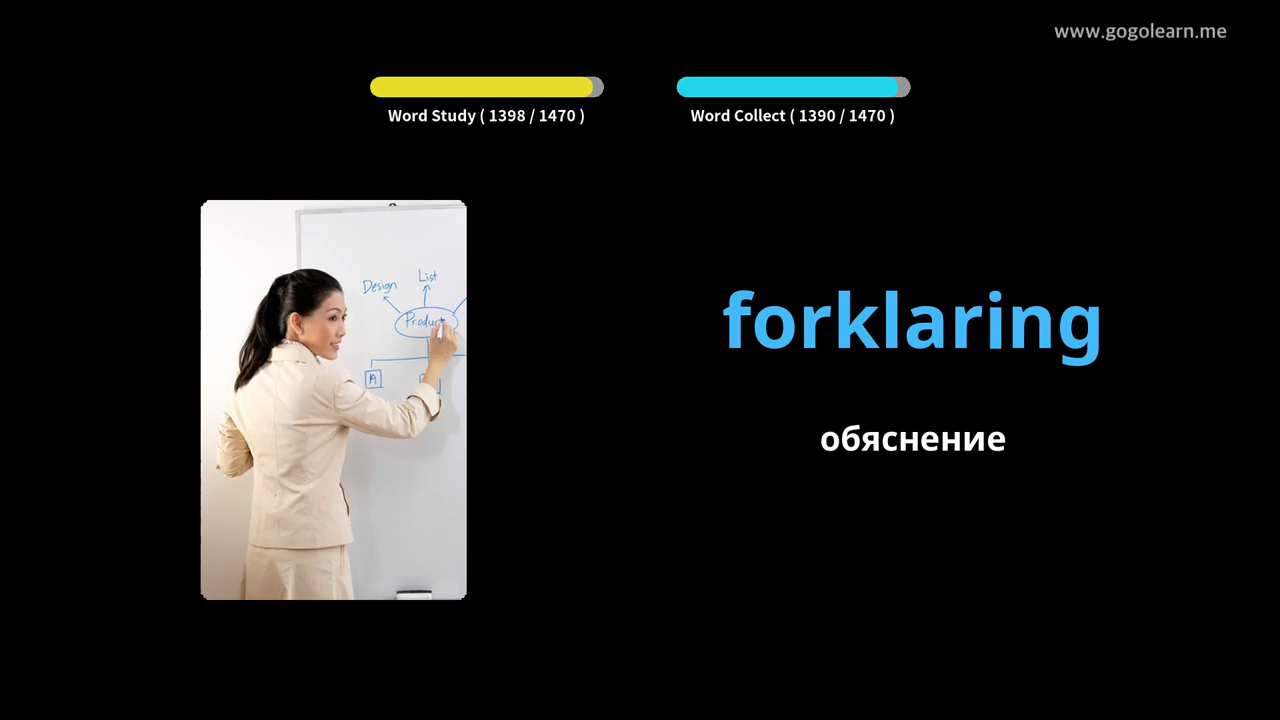 www.gogolearn.me
Word Study ( 1398 / 1470 )
Word Collect ( 1390 / 1470 )
Design
List
Product
A
forklaring
обяснение